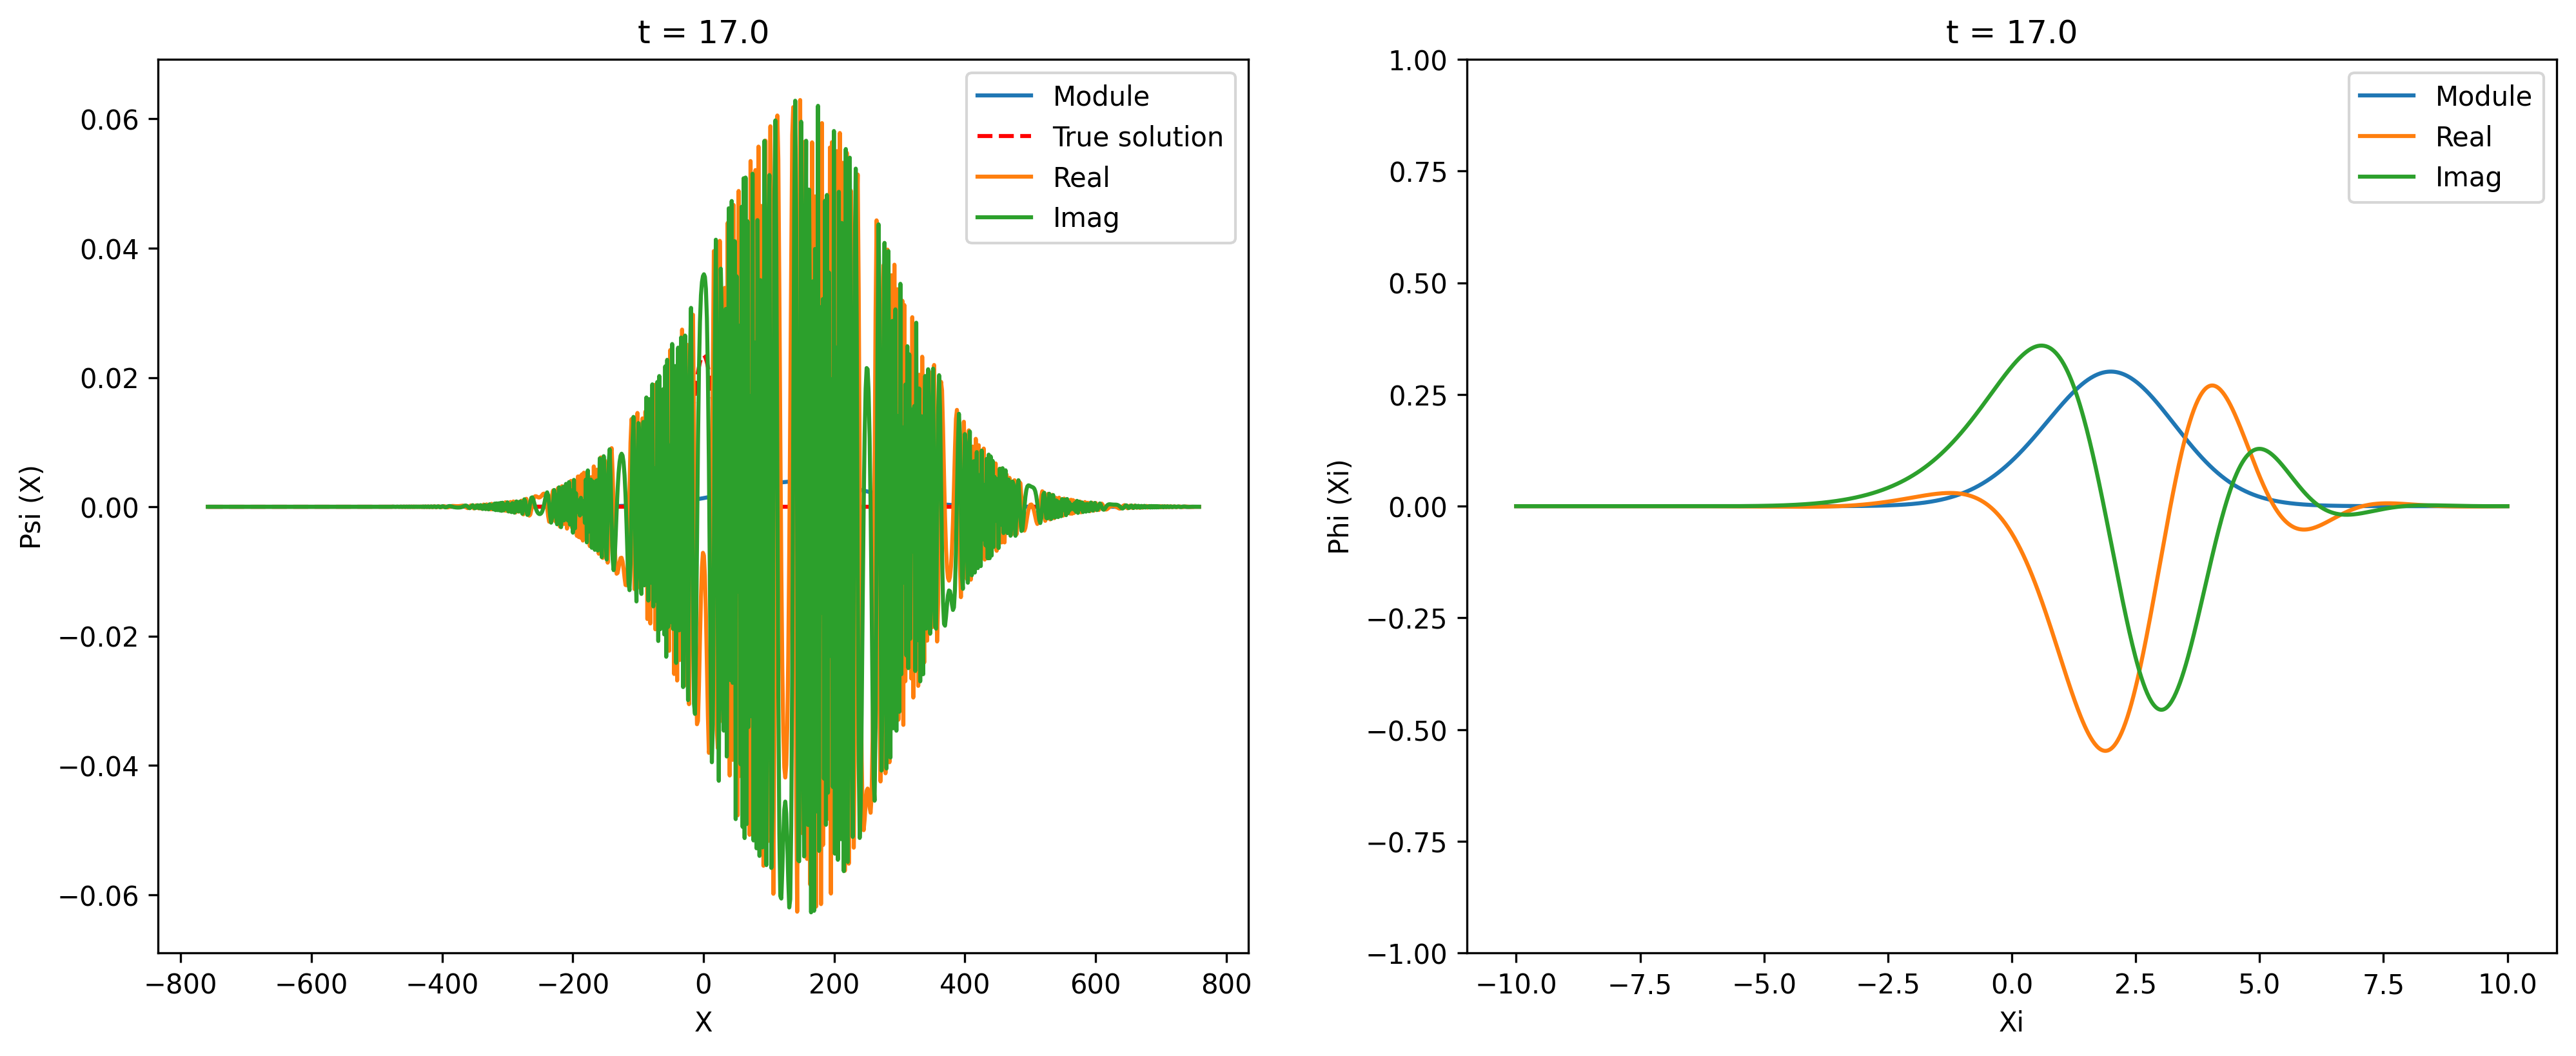 t = 17.0
Psi (X)
0.06
0.04
0.02
0.00
−0.02
−0.04
−0.06
−800 −600 −400 −200 0 200 400 600 800
X
Module
True solution
Real
Imag
t = 17.0
Phi (Xi)
1.00
0.75
0.50
0.25
0.00
−0.25
−0.50
−0.75
−1.00
−10.0 −7.5 −5.0 −2.5 0.0 2.5 5.0 7.5 10.0
Xi
Module
Real
Imag